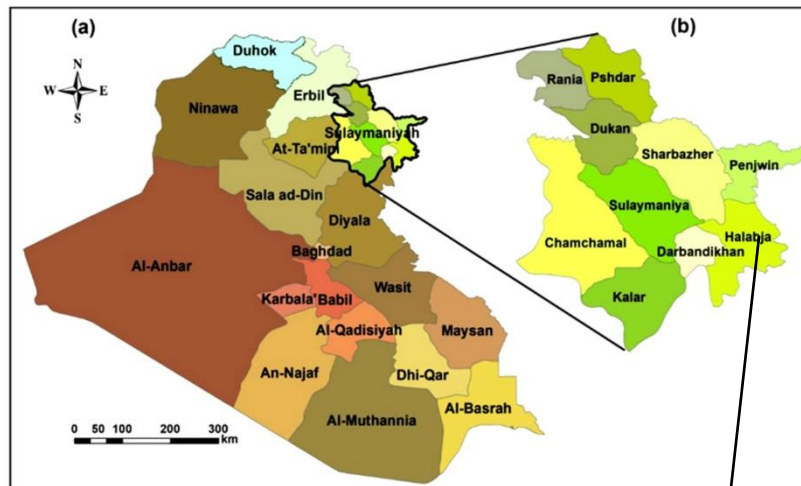 (a)
(b)
N
W E
S
Duhok
Erbil
Ninawa
At-Ta'mim
Sulaymaniyah
Sala ad-Din
Diyala
Al-Anbar
Baghdad
Wasit
Karbala'
Babil
Al-Qadisiyah
Maysan
An-Najaf
Dhi-Qar
Al-Muthannia
Al-Basrah
0 50 100 200 300
km
Rania
Pshdar
Dukan
Sharbazher
Penjwin
Sulaymaniya
Chamchamal
Darbandikhan
Halabja
Kalar